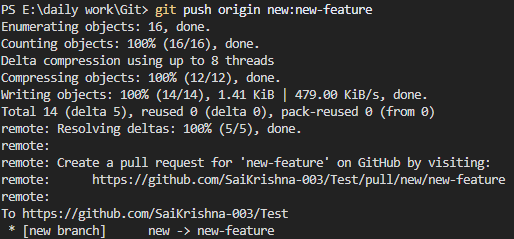 PS E:\daily work\Git> git push origin new:new-feature
Enumerating objects: 16, done.
Counting objects: 100% (16/16), done.
Delta compression using up to 8 threads
Compressing objects: 100% (12/12), done.
Writing objects: 100% (14/14), 1.41 KiB | 479.00 KiB/s, done.
Total 14 (delta 5), reused 0 (delta 0), pack-reused 0 (from 0)
remote: Resolving deltas: 100% (5/5), done.
remote:
remote: Create a pull request for 'new-feature' on GitHub by visiting:
remote:      https://github.com/SaiKrishna-003/Test/pull/new/new-feature
remote:
To https://github.com/SaiKrishna-003/Test
 * [new branch]      new -> new-feature